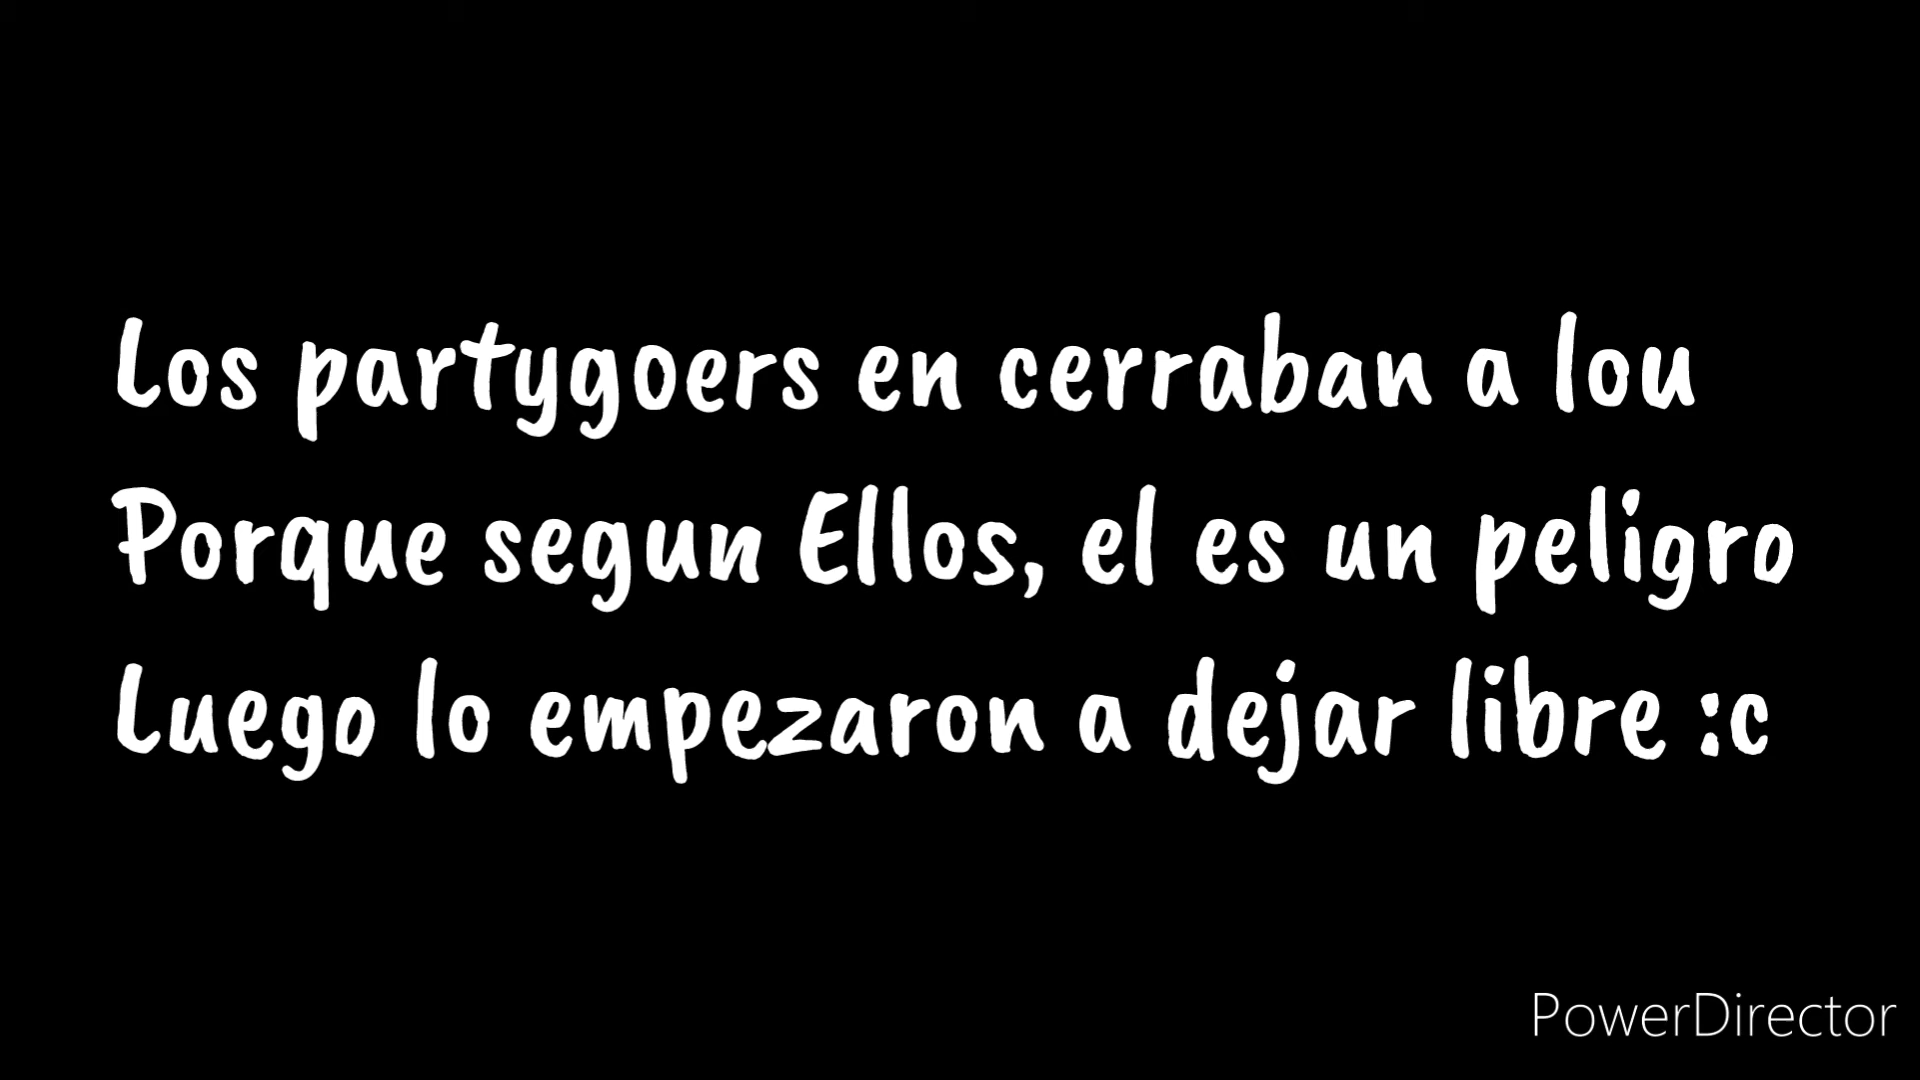 Los partygoers en cerraban a lou
Porque segun Ellos, el es un peligro
Luego lo empezaron a dejar libre :c
PowerDirector